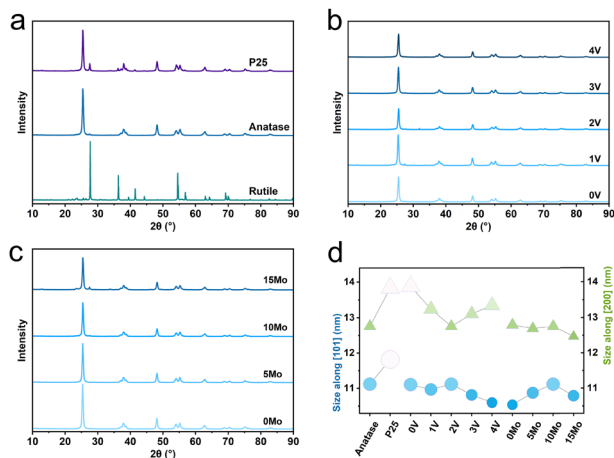 a
P25
Anatase
Rutile
Intensity
10 20 30 40 50 60 70 80 90
2θ (°)
b
4V
3V
2V
1V
0V
Intensity
10 20 30 40 50 60 70 80 90
2θ (°)
c
15Mo
10Mo
5Mo
0Mo
Intensity
10 20 30 40 50 60 70 80 90
2θ (°)
d
14
13
12
11
Size along [101] (nm)
14
13
12
11
Size along [200] (nm)
Anatase
P25
0V
1V
2V
3V
4V
0Mo
5Mo
10Mo
15Mo